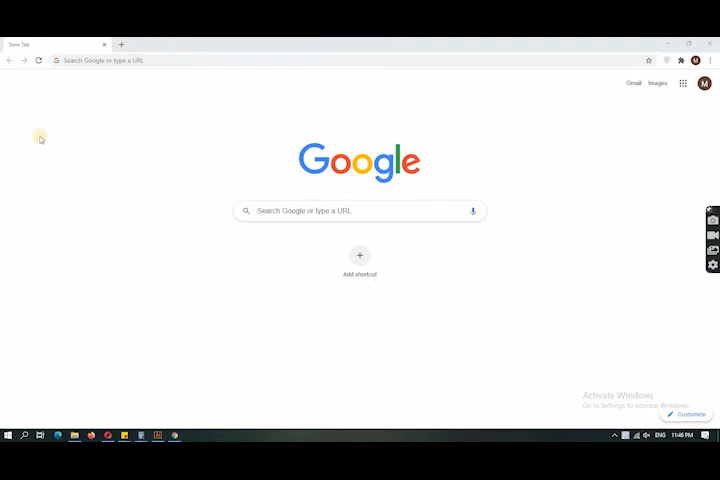 New Tab
Search Google or type a URL
M
Gmail Images M
Google
Search Google or type a URL
Add shortcut
Activate Windows
Go to Settings to activate Windows.
Customize
ENG 11:46 PM